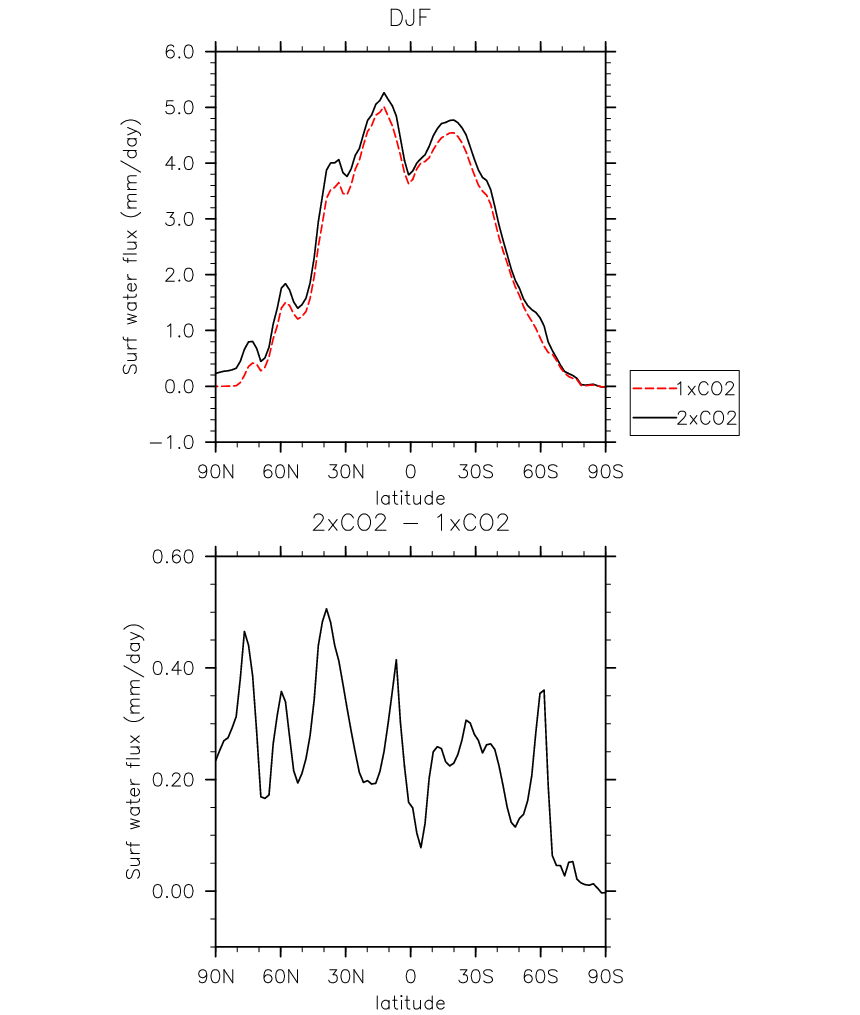 DJF
6.0
5.0
4.0
3.0
2.0
1.0
0.0
−1.0
Surf water flux (mm/day)
90N 60N 30N 0 30S 60S 90S
latitude
1xCO2
2xCO2
2xCO2 − 1xCO2
0.60
0.40
0.20
0.00
Surf water flux (mm/day)
90N 60N 30N 0 30S 60S 90S
latitude